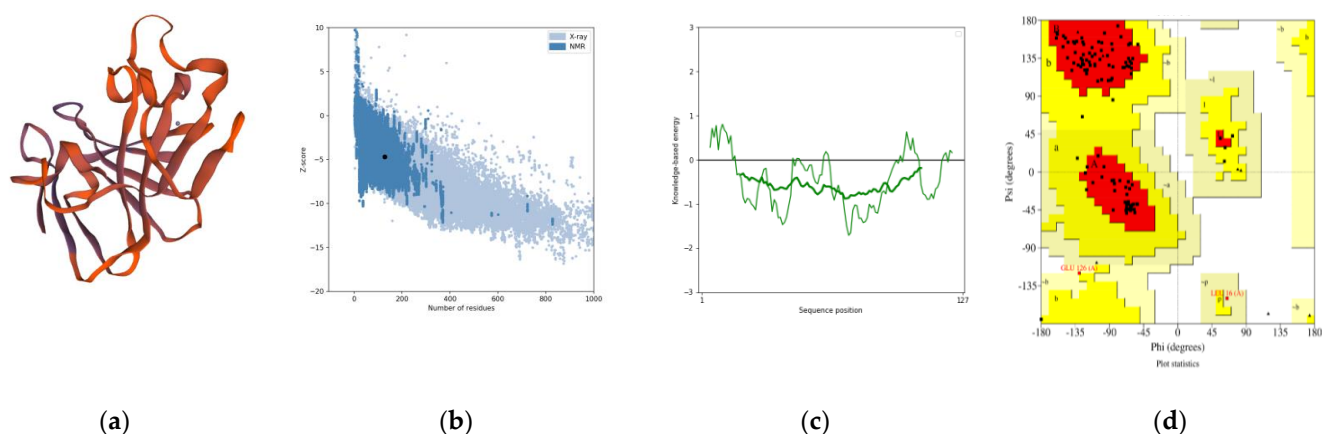 X-ray
NMR
10
5
0
−5
−10
−15
−20
Z-score
0
200
400
600
800
1000
Number of residues
3
2
1
0
−1
−2
−3
Knowledge-based energy
1
127
Sequence position
180
135
90
45
0
-45
-90
-135
Psi (degrees)
B
b
~b
b
~l
l
a
A
~a
GLU 126 (A)
LEU 16 (A)
~b
b
~p
p
~b
-180
-135
-90
-45
0
45
90
135
180
Phi (degrees)
Plot statistics
(a)
(b)
(c)
(d)